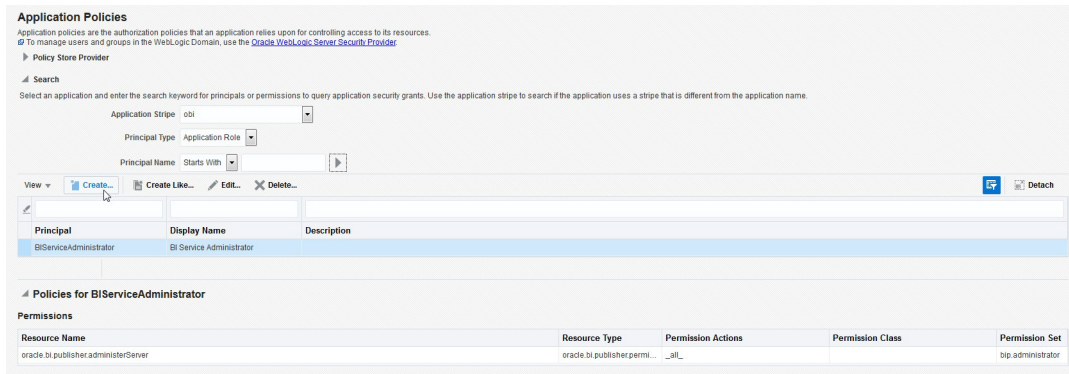 Application Policies
Application policies are the authorization policies that an application relies upon for controlling access to its resources.
To manage users and groups in the WebLogic Domain, use the Oracle WebLogic Server Security Provider.
Policy Store Provider
Search
Select an application and enter the search keyword for principals or permissions to query application security grants. Use the application stripe to search if the application uses a stripe that is different from the application name.
Application Stripe obi
Principal Type Application Role
Principal Name Starts With
View Create... Create Like... Edit... Delete... Detach
Principal Display Name Description
BIServiceAdministrator BI Service Administrator
Policies for BIServiceAdministrator
Permissions
Resource Name Resource Type Permission Actions Permission Class Permission Set
oracle.bi.publisher.administerServer oracle.bi.publisher.permi... _all_ bip.administrator